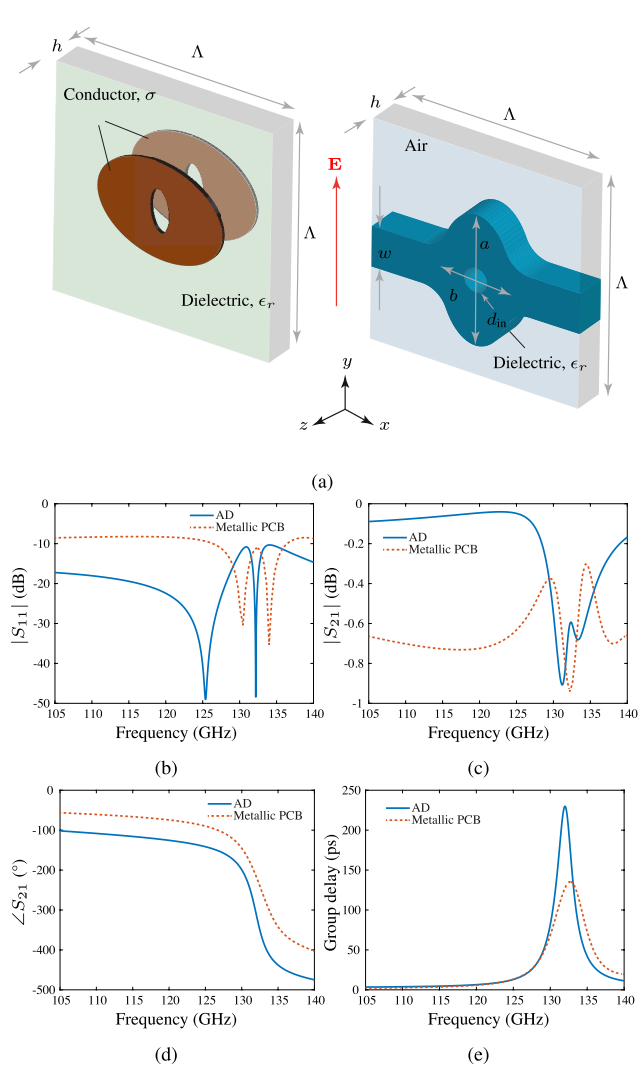 h
Λ
Conductor, σ
h
Λ
Air
E
Λ
a
w
b
Λ
Dielectric, ϵr
din
Dielectric, ϵr
y
z
x
(a)
0
-10
-20
-30
-40
-50
|S11| (dB)
AD
Metallic PCB
105 110 115 120 125 130 135 140
Frequency (GHz)
(b)
0
-0.2
-0.4
-0.6
-0.8
-1
|S21| (dB)
AD
Metallic PCB
105 110 115 120 125 130 135 140
Frequency (GHz)
(c)
0
-100
-200
-300
-400
-500
∠S21 (°)
AD
Metallic PCB
105 110 115 120 125 130 135 140
Frequency (GHz)
(d)
250
200
150
100
50
0
Group delay (ps)
AD
Metallic PCB
105 110 115 120 125 130 135 140
Frequency (GHz)
(e)